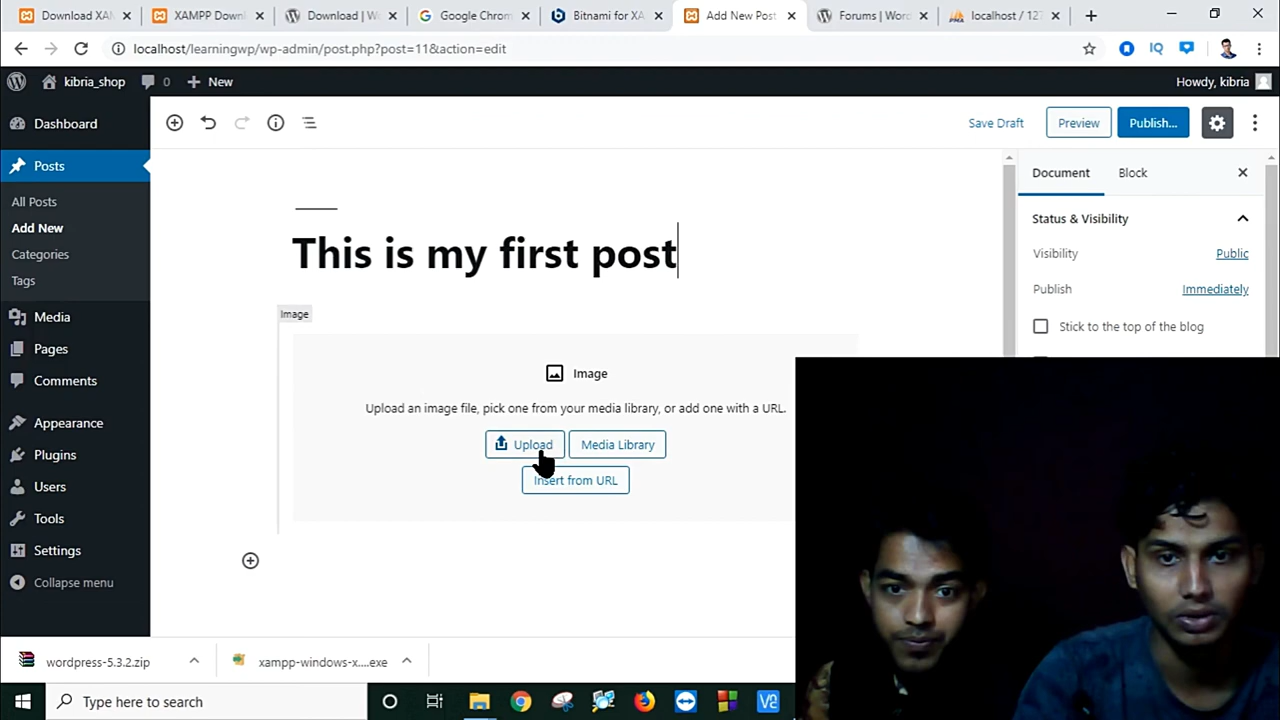 Download XAM
XAMPP Downl
Download | W
Google Chrom
Bitnami for XA
Add New Post
Forums | Word
localhost / 127
localhost/learningwp/wp-admin/post.php?post=11&action=edit
kibria_shop
0
New
Howdy, kibria
Dashboard
Posts
All Posts
Add New
Categories
Tags
Media
Pages
Comments
Appearance
Plugins
Users
Tools
Settings
Collapse menu
Save Draft
Preview
Publish...
This is my first post
Image
Image
Upload an image file, pick one from your media library, or add one with a URL.
Upload
Media Library
Insert from URL
Document
Block
Status & Visibility
Visibility
Public
Publish
Immediately
Stick to the top of the blog
wordpress-5.3.2.zip
xampp-windows-x....exe
Type here to search